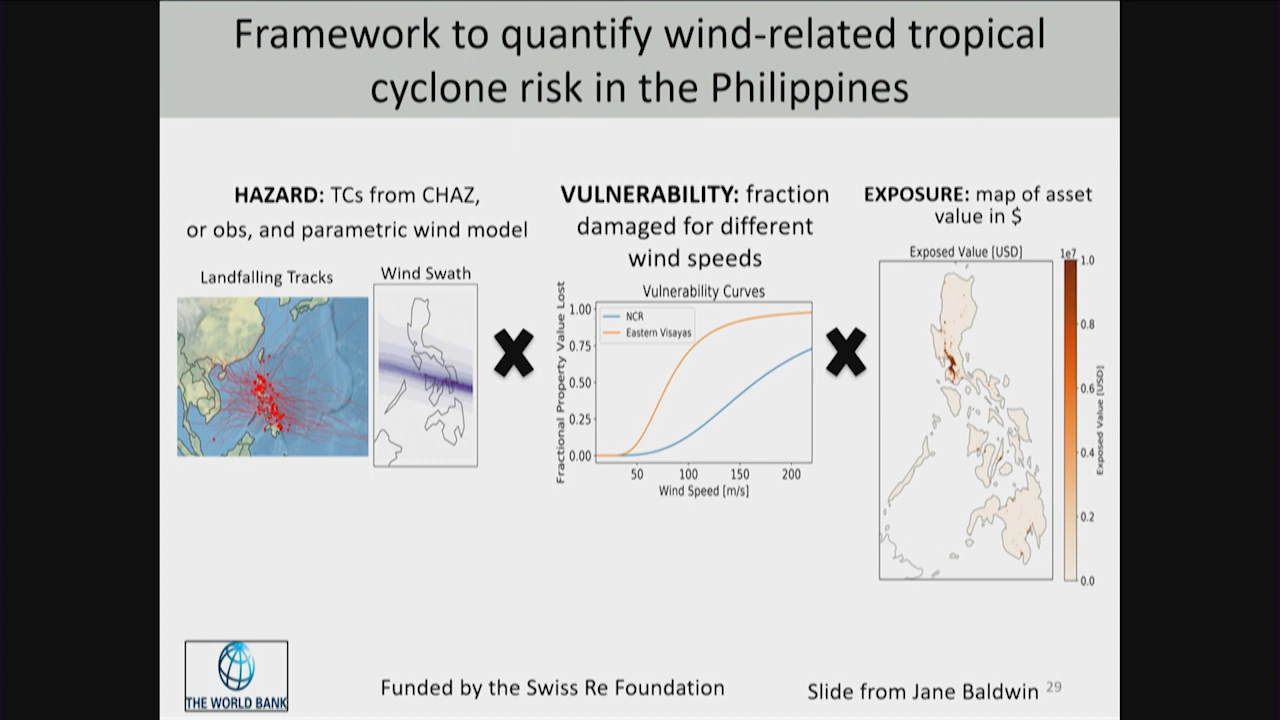 Framework to quantify wind-related tropical
cyclone risk in the Philippines
HAZARD: TCs from CHAZ,
or obs, and parametric wind model
Landfalling Tracks
Wind Swath
VULNERABILITY: fraction
damaged for different
wind speeds
Vulnerability Curves
Fractional Property Value Lost
1.00
0.75
0.50
0.25
0.00
NCR
Eastern Visayas
50 100 150 200
Wind Speed [m/s]
EXPOSURE: map of asset
value in $
Exposed Value [USD]
1e7
1.0
0.8
0.6
0.4
0.2
0.0
Exposed Value [USD]
THE WORLD BANK
Funded by the Swiss Re Foundation
Slide from Jane Baldwin 29